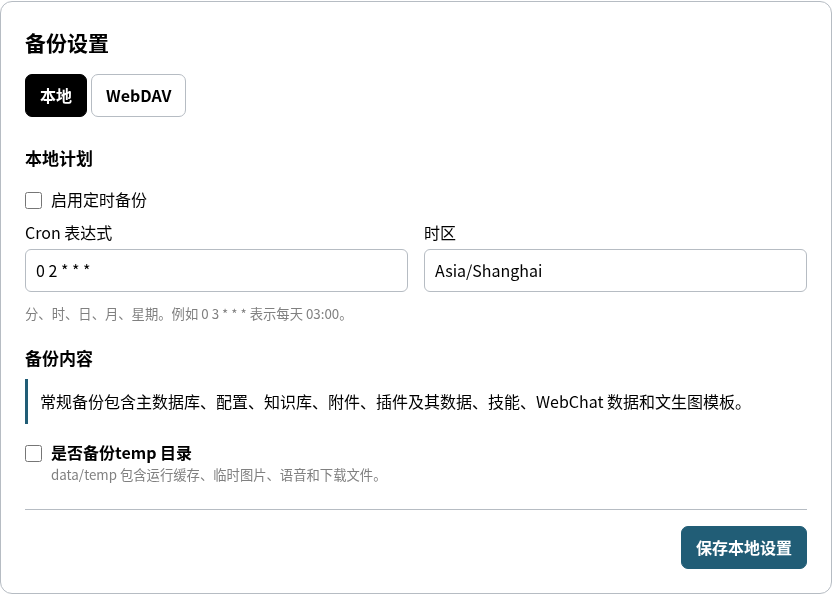 备份设置
本地
WebDAV
本地计划
启用定时备份
Cron 表达式
时区
0 2 * * *
Asia/Shanghai
分、时、日、月、星期。例如 0 3 * * * 表示每天 03:00。
备份内容
常规备份包含主数据库、配置、知识库、附件、插件及其数据、技能、WebChat 数据和文生图模板。
是否备份temp 目录
data/temp 包含运行缓存、临时图片、语音和下载文件。
保存本地设置